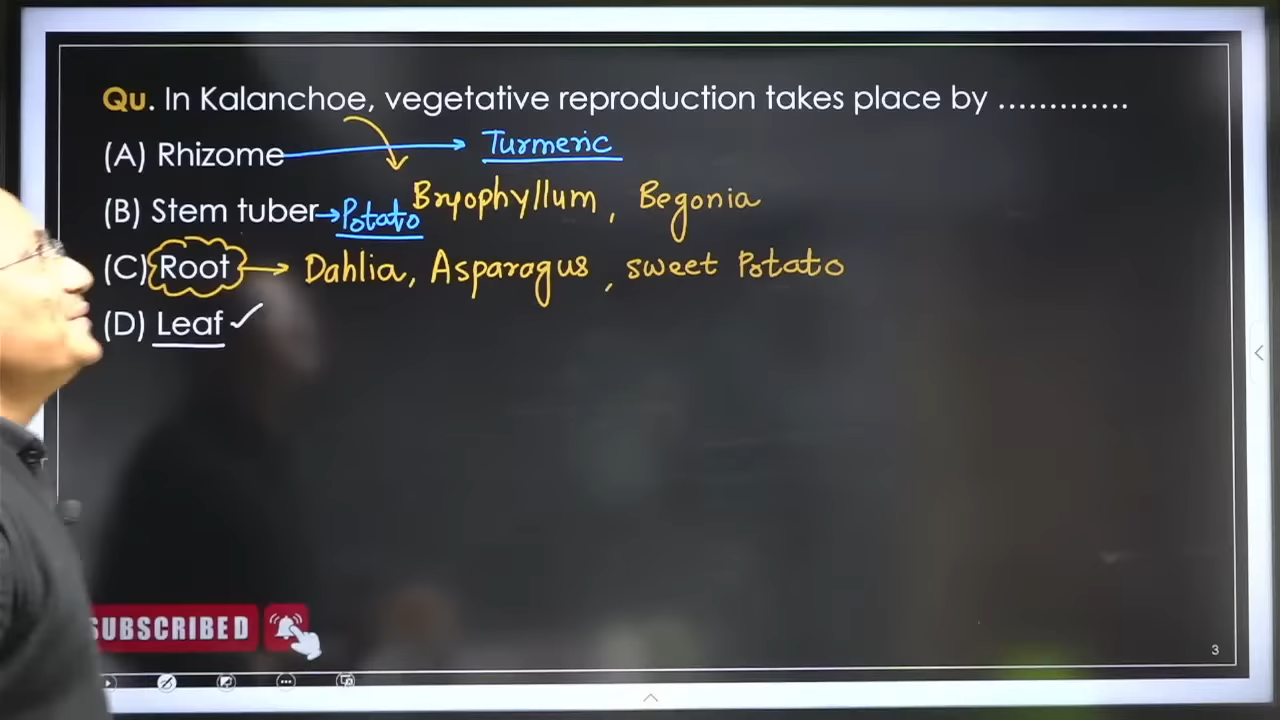 Qu. In Kalanchoe, vegetative reproduction takes place by .............
(A) Rhizome → Turmeric
Bryophyllum, Begonia
(B) Stem tuber → Potato
(C) Root → Dahlia, Asparagus, sweet Potato
(D) Leaf ✓
SUBSCRIBED
3